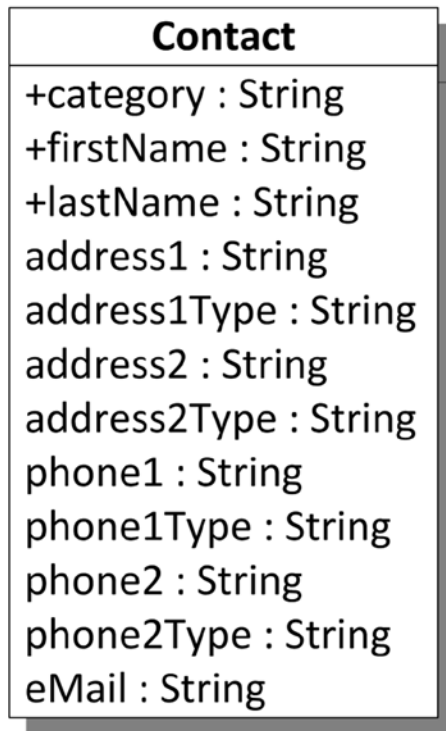 Contact
+category : String
+firstName : String
+lastName : String
address1 : String
address1Type : String
address2 : String
address2Type : String
phone1 : String
phone1Type : String
phone2 : String
phone2Type : String
eMail : String